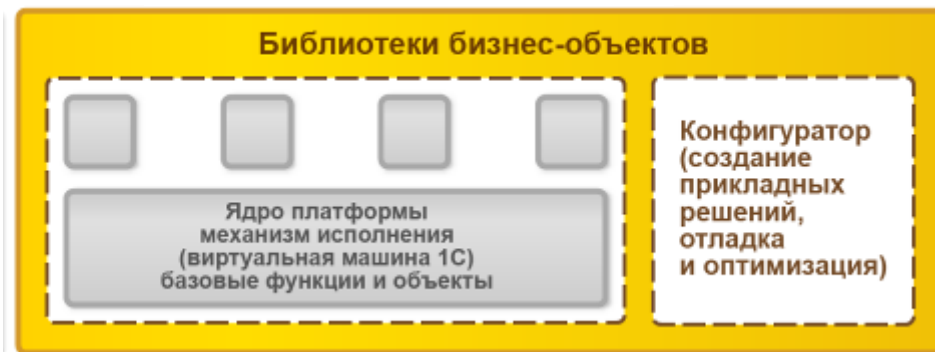 Библиотеки бизнес-объектов
Ядро платформы
механизм исполнения
(виртуальная машина 1С)
базовые функции и объекты
Конфигуратор
(создание
прикладных
решений,
отладка
и оптимизация)